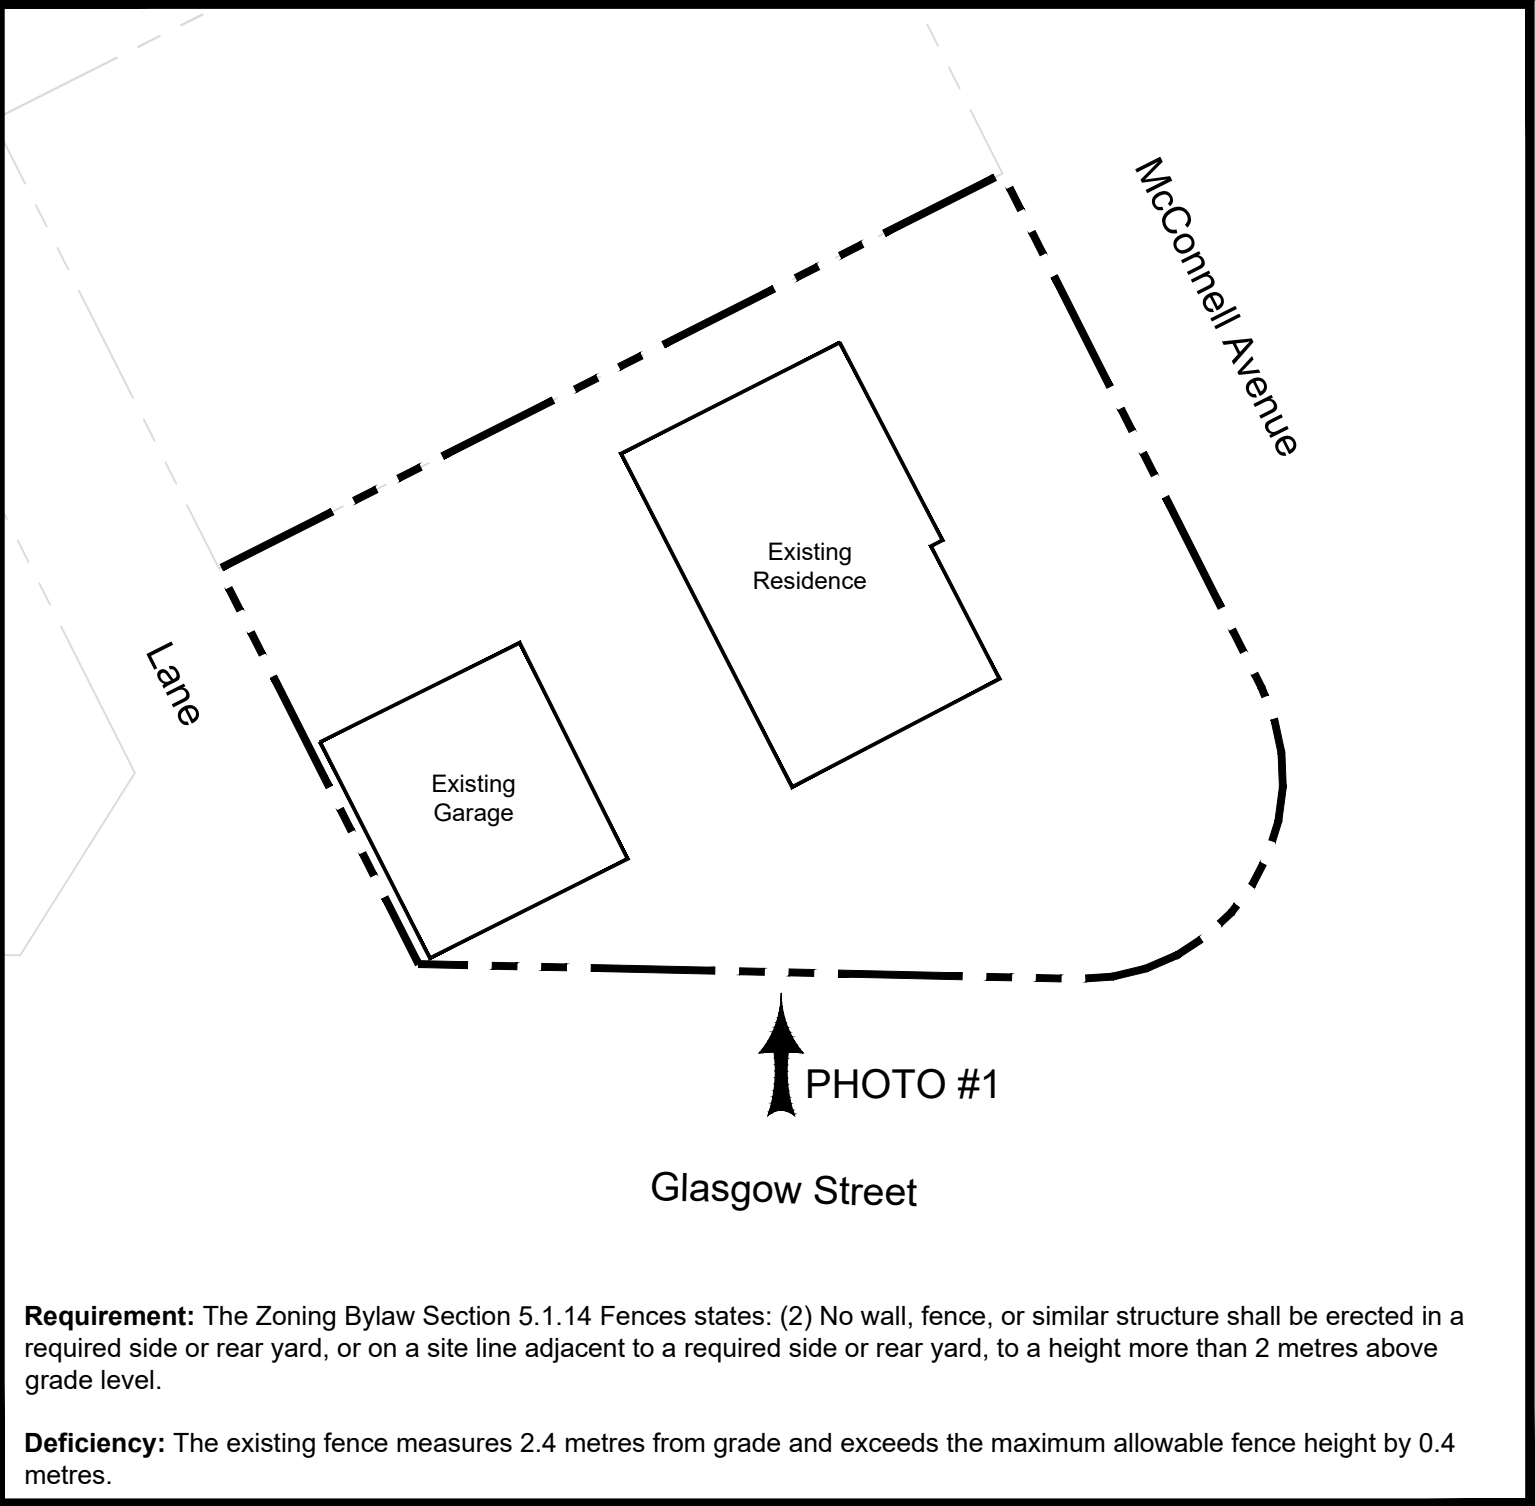 McConnell Avenue
Existing
Residence
Lane
Existing
Garage
PHOTO #1
Glasgow Street
Requirement: The Zoning Bylaw Section 5.1.14 Fences states: (2) No wall, fence, or similar structure shall be erected in a
required side or rear yard, or on a site line adjacent to a required side or rear yard, to a height more than 2 metres above
grade level.
Deficiency: The existing fence measures 2.4 metres from grade and exceeds the maximum allowable fence height by 0.4
metres.